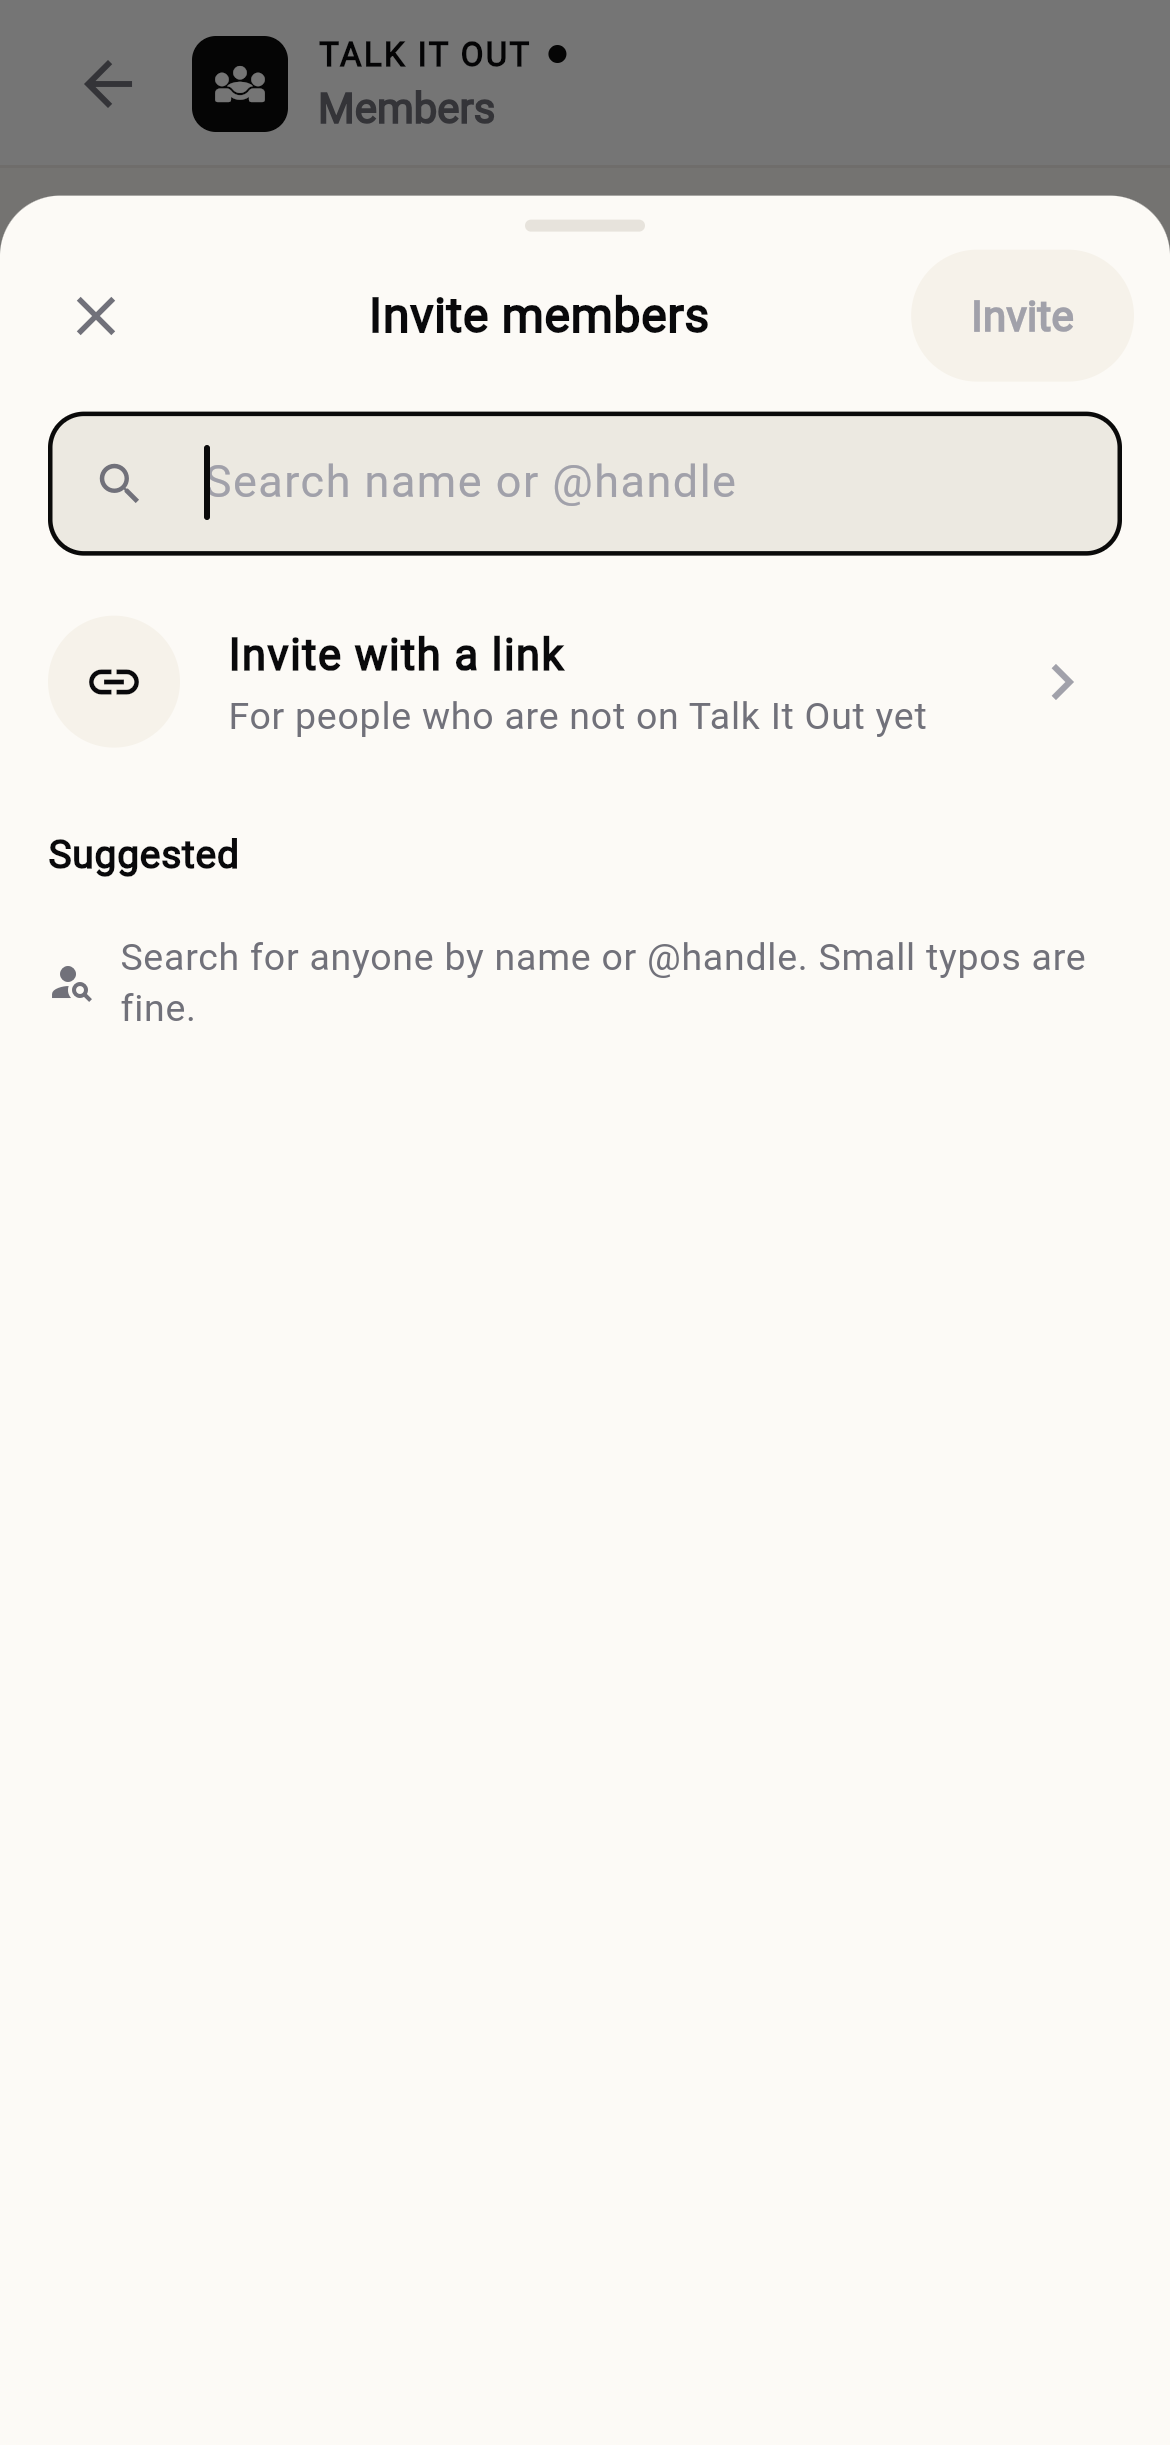 TALK IT OUT
Members
Invite members
Invite
Search name or @handle
Invite with a link
For people who are not on Talk It Out yet
Suggested
Search for anyone by name or @handle. Small typos are
fine.